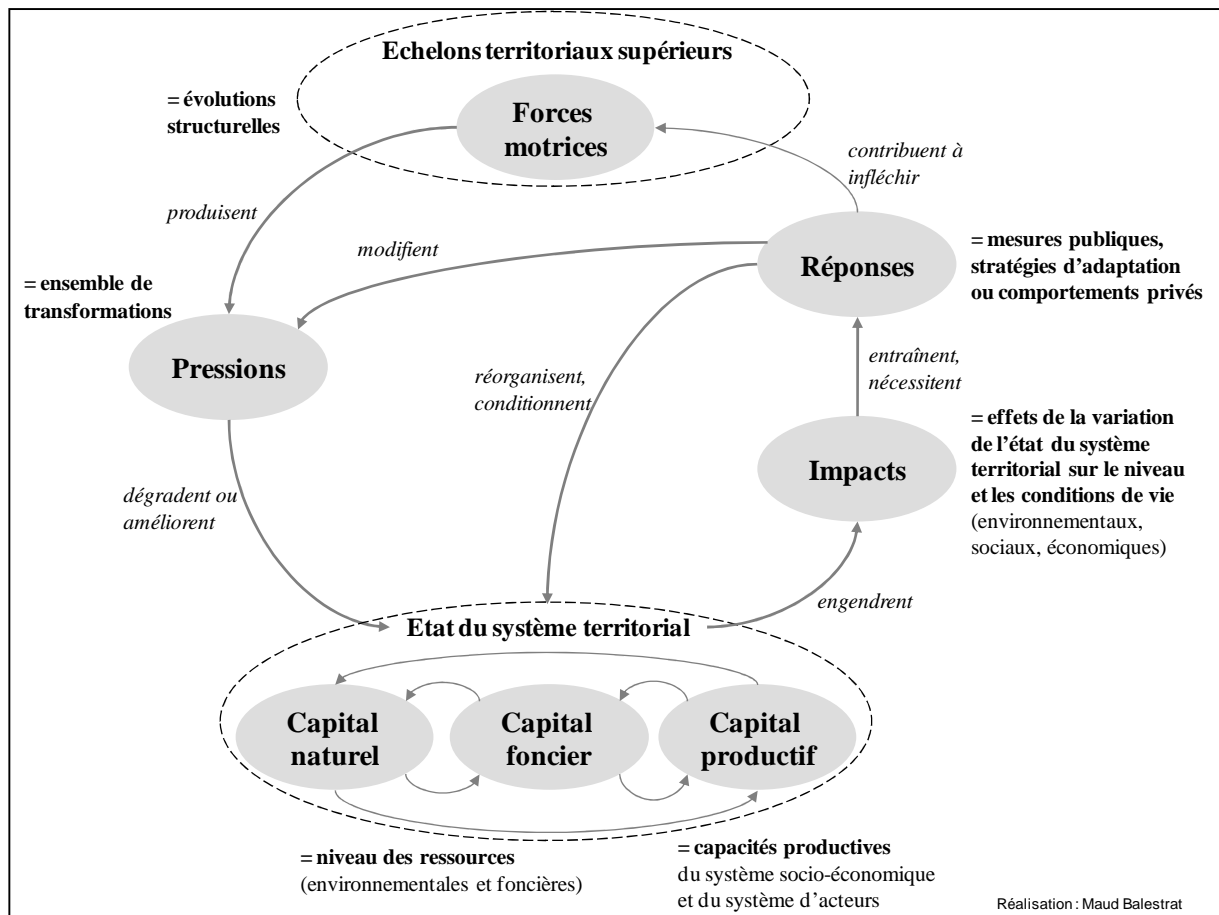 Echelons territoriaux supérieurs
= évolutions
structurelles
Forces
motrices
contribuent à
infléchir
produisent
modifient
Réponses
= mesures publiques,
stratégies d’adaptation
ou comportements privés
= ensemble de
transformations
Pressions
réorganisent,
conditionnent
entraînent,
nécessitent
Impacts
= effets de la variation
de l’état du système
territorial sur le niveau
et les conditions de vie
(environnementaux,
sociaux, économiques)
dégradent ou
améliorent
engendrent
Etat du système territorial
Capital
naturel
Capital
foncier
Capital
productif
= niveau des ressources
(environnementales et foncières)
= capacités productives
du système socio-économique
et du système d’acteurs
Réalisation : Maud Balestrat